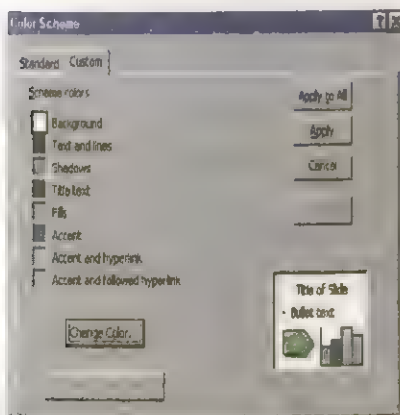 Color Scheme
Standard Custom
Scheme colors
Background
Text and lines
Shadows
Title text
Fills
Accent
Accent and hyperlink
Accent and followed hyperlink
Change Color...
Apply to All
Apply
Cancel
Title of Slide
• Bullet text